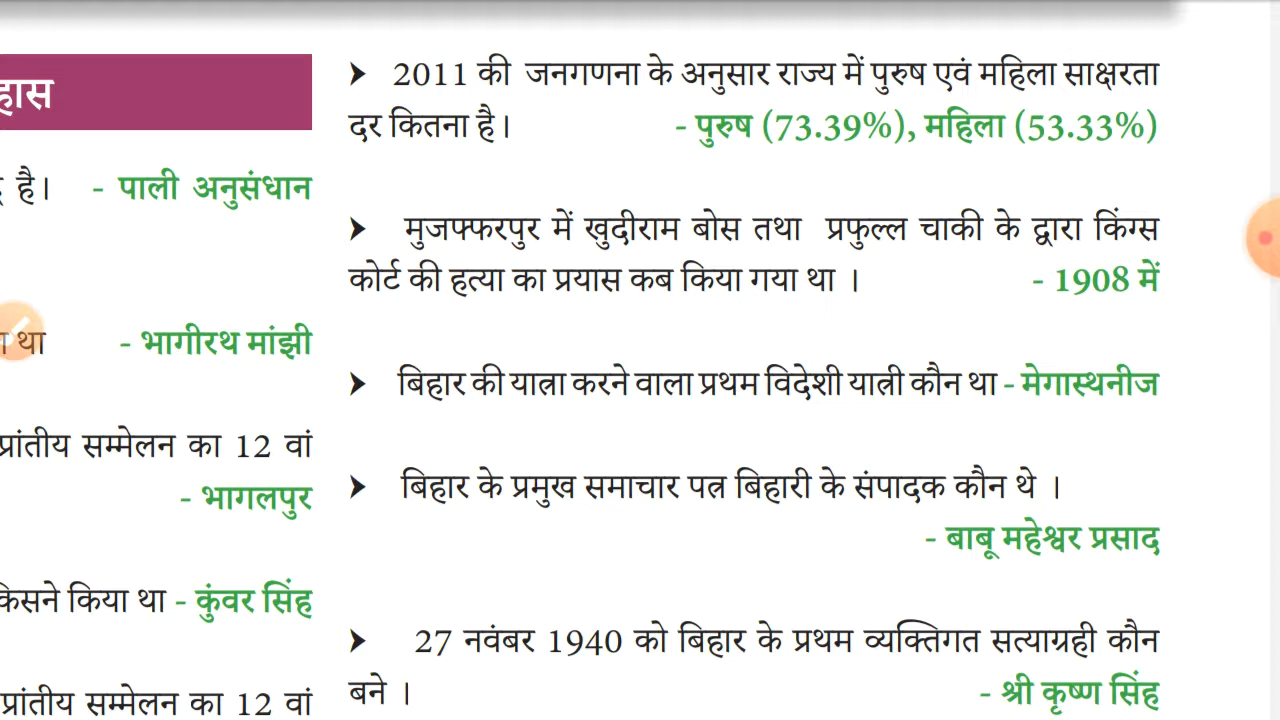 हास
है। - पाली अनुसंधान
था - भागीरथ मांझी
प्रांतीय सम्मेलन का 12 वां
- भागलपुर
किसने किया था - कुंवर सिंह
प्रांतीय सम्मेलन का 12 वां
➤ 2011 की जनगणना के अनुसार राज्य में पुरुष एवं महिला साक्षरता
दर कितना है। - पुरुष (73.39%), महिला (53.33%)
➤ मुजफ्फरपुर में खुदीराम बोस तथा प्रफुल्ल चाकी के द्वारा किंग्स
कोर्ट की हत्या का प्रयास कब किया गया था । - 1908 में
➤ बिहार की यात्रा करने वाला प्रथम विदेशी यात्री कौन था - मेगास्थनीज
➤ बिहार के प्रमुख समाचार पत्र बिहारी के संपादक कौन थे ।
- बाबू महेश्वर प्रसाद
➤ 27 नवंबर 1940 को बिहार के प्रथम व्यक्तिगत सत्याग्रही कौन
बने । - श्री कृष्ण सिंह